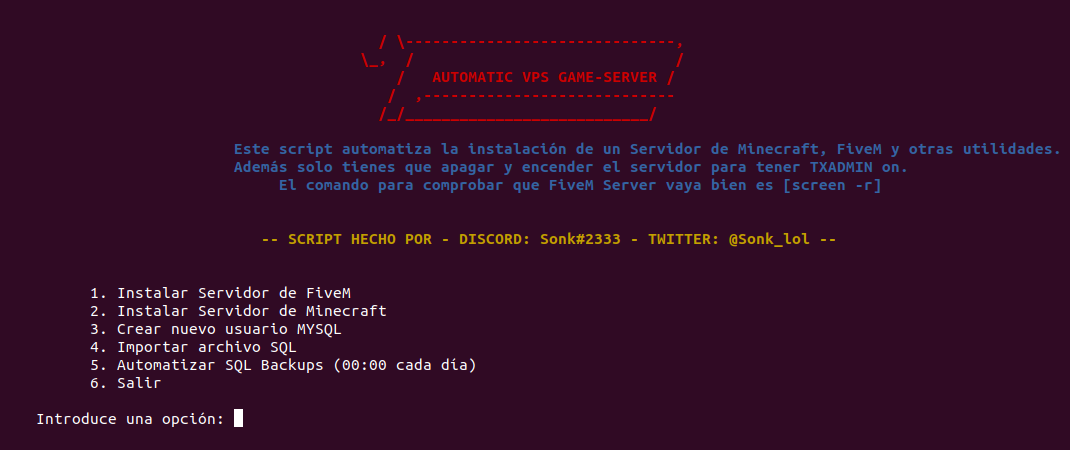 AUTOMATIC VPS GAME-SERVER
Este script automatiza la instalación de un Servidor de Minecraft, FiveM y otras utilidades.
Además solo tienes que apagar y encender el servidor para tener TXADMIN on.
El comando para comprobar que FiveM Server vaya bien es [screen -r]
-- SCRIPT HECHO POR - DISCORD: Sonk#2333 - TWITTER: @Sonk_lol --
1. Instalar Servidor de FiveM
2. Instalar Servidor de Minecraft
3. Crear nuevo usuario MYSQL
4. Importar archivo SQL
5. Automatizar SQL Backups (00:00 cada día)
6. Salir
Introduce una opción: